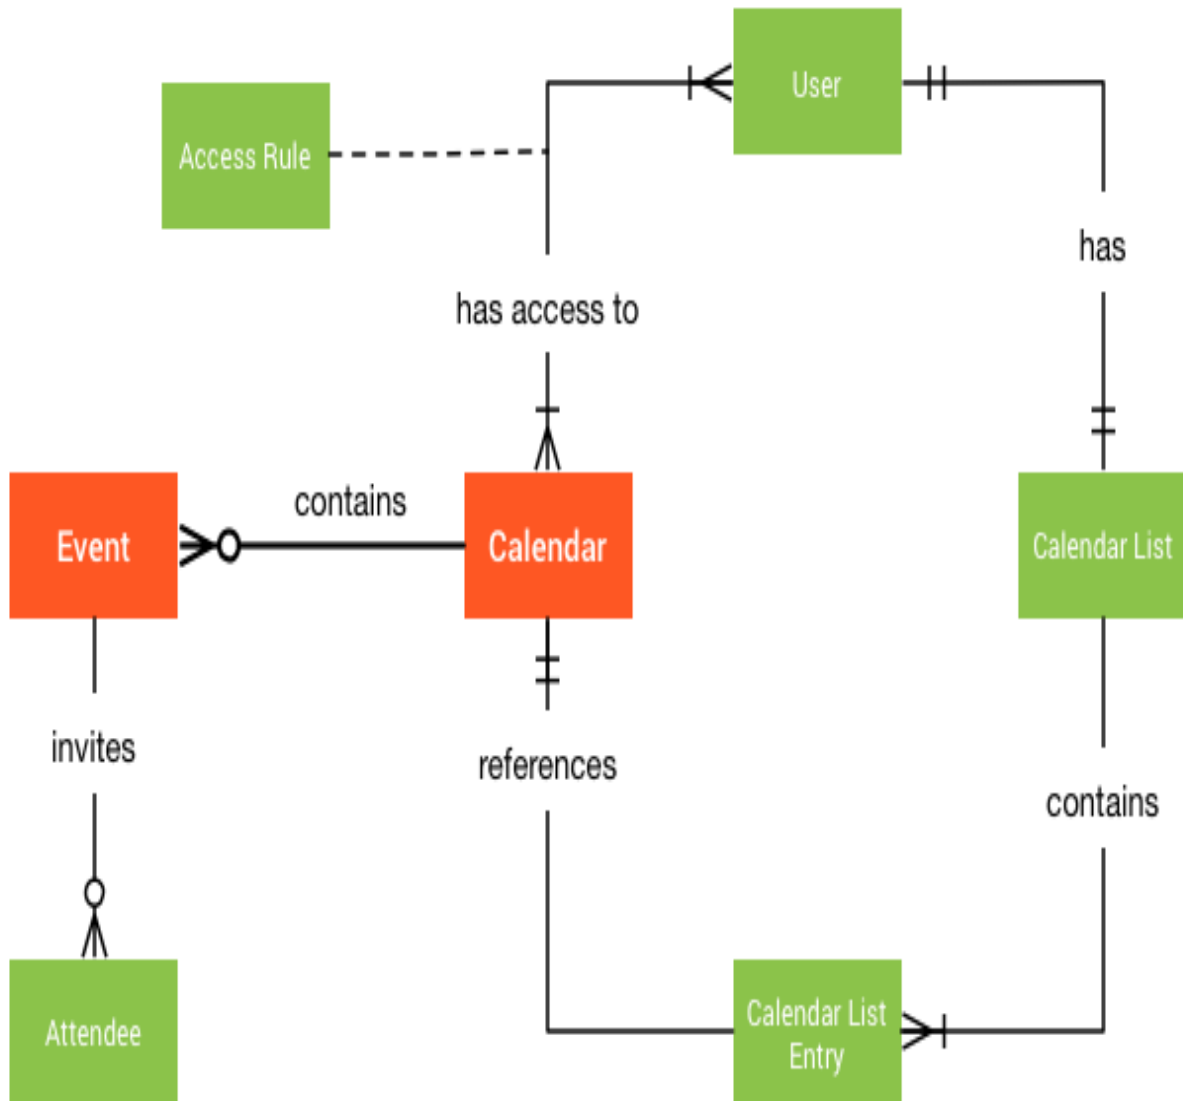 User
Access Rule
has
has access to
contains
Event
Calendar
Calendar List
invites
references
contains
Calendar List
Entry
Attendee